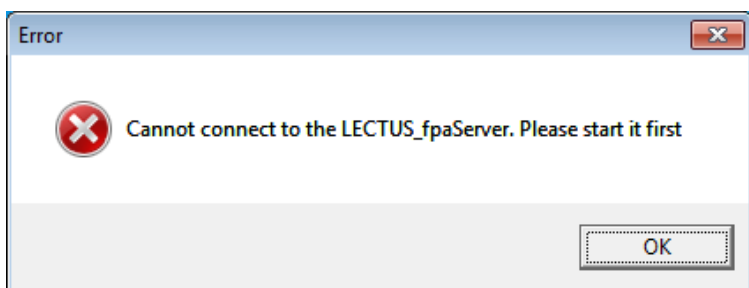 Error
Cannot connect to the LECTUS_fpaServer. Please start it first
OK